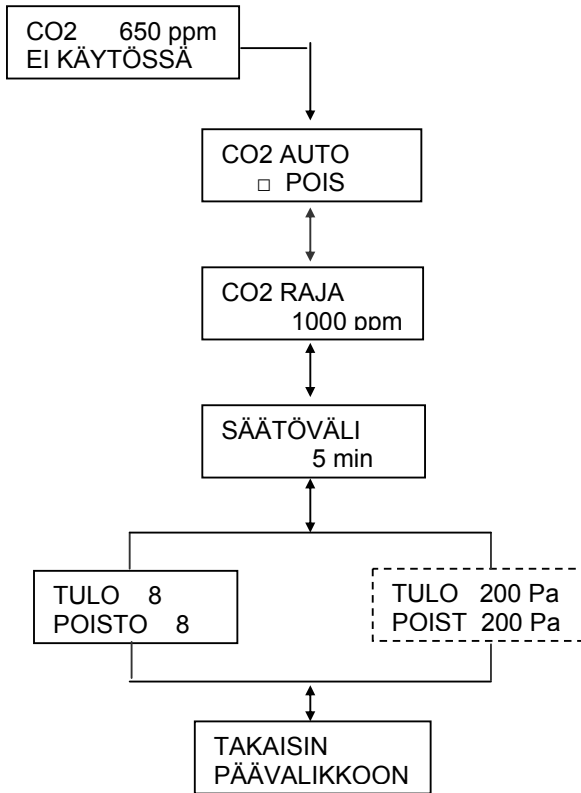 CO2 650 ppm
EI KÄYTÖSSÄ
CO2 AUTO
□ POIS
CO2 RAJA
1000 ppm
SÄÄTÖVÄLI
5 min
TULO 8
POISTO 8
TULO 200 Pa
POIST 200 Pa
TAKAISIN
PÄÄVALIKKOON